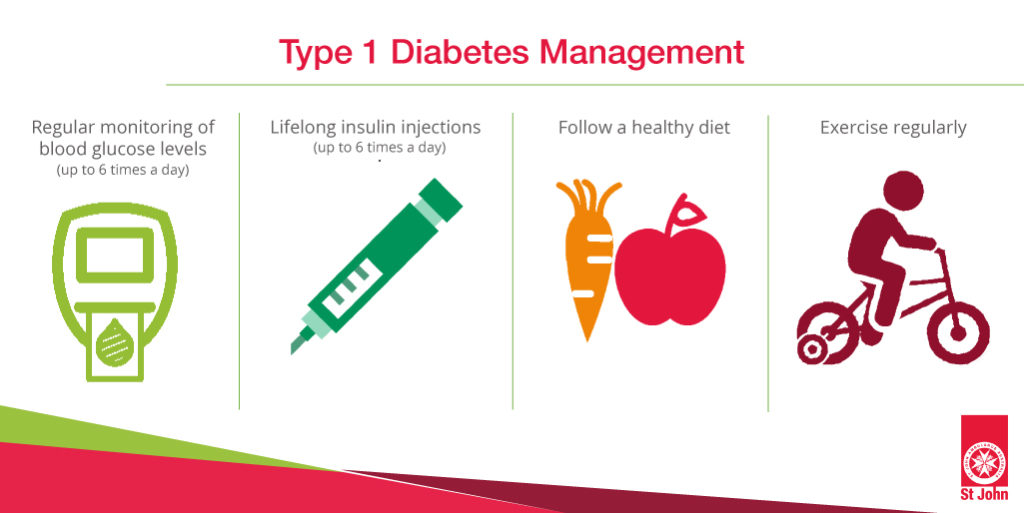 Type 1 Diabetes Management
Regular monitoring of
blood glucose levels
(up to 6 times a day)
Lifelong insulin injections
(up to 6 times a day)
.
Follow a healthy diet
Exercise regularly
St John